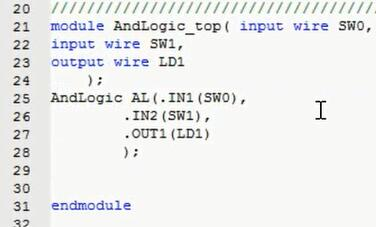 20 ////////////////////////////////////
21 module AndLogic_top( input wire SW0,
22 input wire SW1,
23 output wire LD1
24     );
25 AndLogic AL(.IN1(SW0),
26         .IN2(SW1),
27         .OUT1(LD1)
28         );
29
30
31 endmodule
32